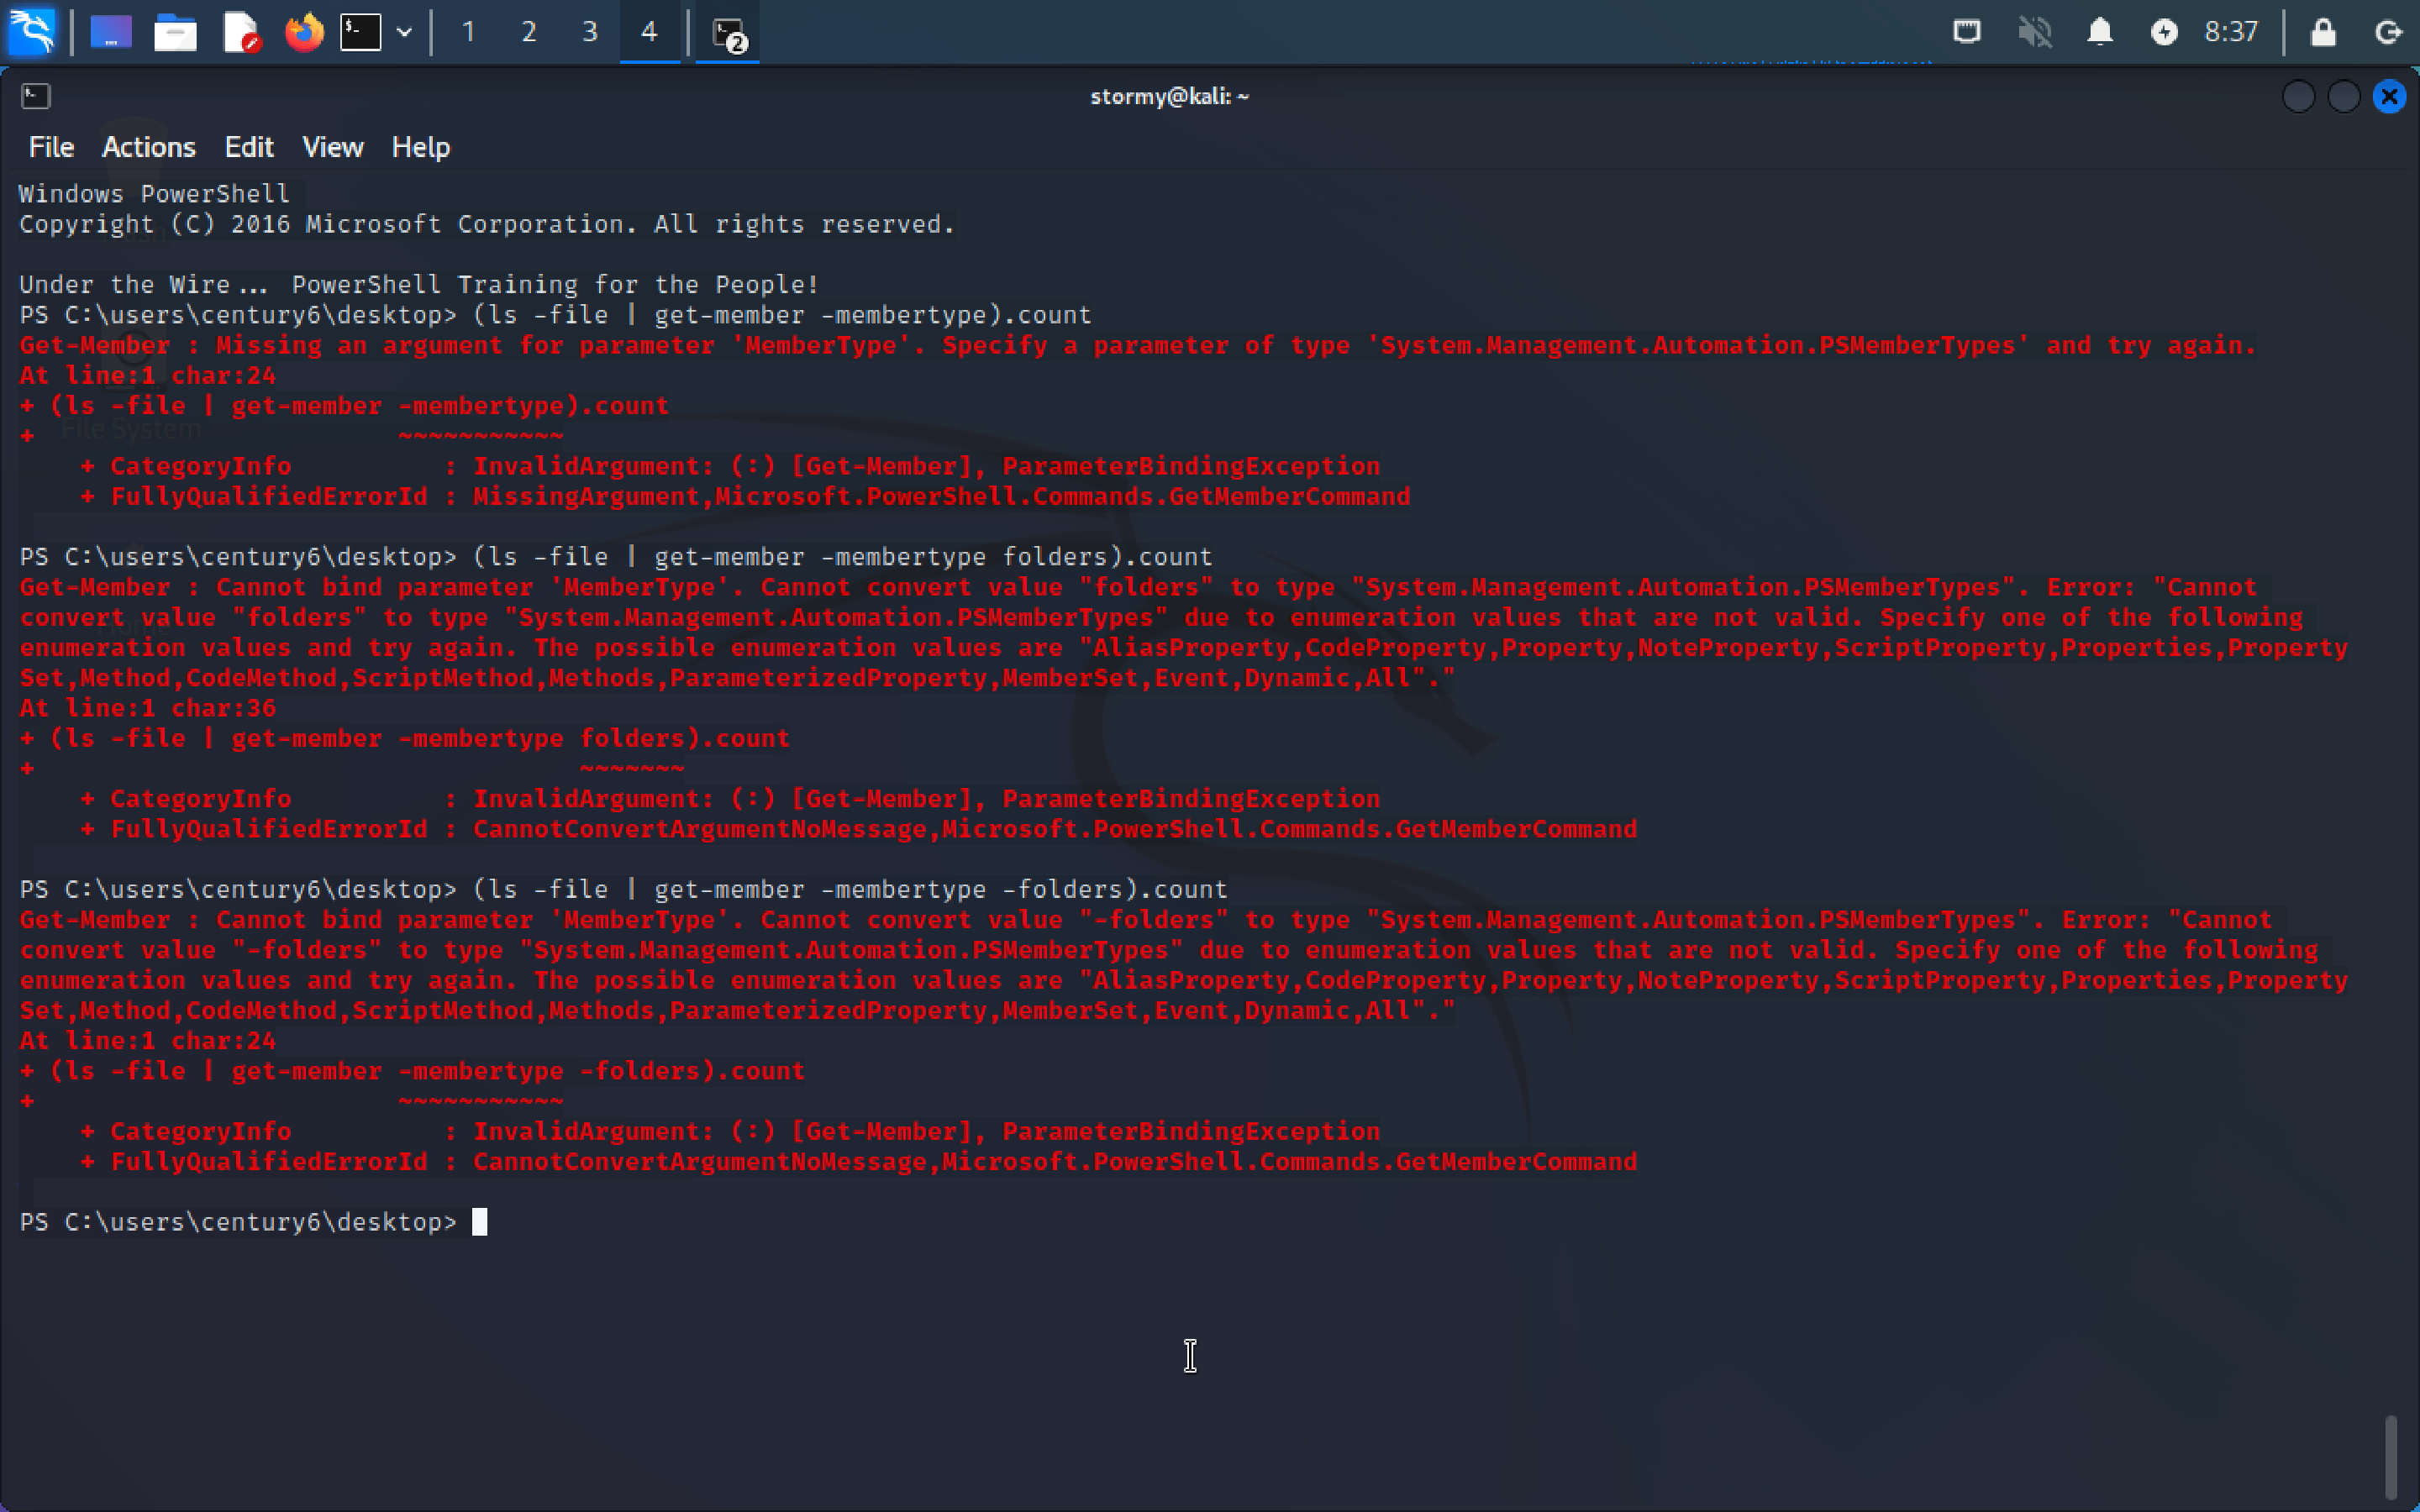 1 2 3 4 2 8:37
stormy@kali: ~
File Actions Edit View Help
Windows PowerShell
Copyright (C) 2016 Microsoft Corporation. All rights reserved.
Under the Wire... PowerShell Training for the People!
PS C:\users\century6\desktop> (ls -file | get-member -membertype).count
Get-Member : Missing an argument for parameter 'MemberType'. Specify a parameter of type 'System.Management.Automation.PSMemberTypes' and try again.
At line:1 char:24
+ (ls -file | get-member -membertype).count
+                        ~~~~~~~~~~~
    + CategoryInfo          : InvalidArgument: (:) [Get-Member], ParameterBindingException
    + FullyQualifiedErrorId : MissingArgument,Microsoft.PowerShell.Commands.GetMemberCommand
PS C:\users\century6\desktop> (ls -file | get-member -membertype folders).count
Get-Member : Cannot bind parameter 'MemberType'. Cannot convert value "folders" to type "System.Management.Automation.PSMemberTypes". Error: "Cannot
convert value "folders" to type "System.Management.Automation.PSMemberTypes" due to enumeration values that are not valid. Specify one of the following
enumeration values and try again. The possible enumeration values are "AliasProperty,CodeProperty,Property,NoteProperty,ScriptProperty,Properties,Property
Set,Method,CodeMethod,ScriptMethod,Methods,ParameterizedProperty,MemberSet,Event,Dynamic,All"."
At line:1 char:36
+ (ls -file | get-member -membertype folders).count
+                                    ~~~~~~~
    + CategoryInfo          : InvalidArgument: (:) [Get-Member], ParameterBindingException
    + FullyQualifiedErrorId : CannotConvertArgumentNoMessage,Microsoft.PowerShell.Commands.GetMemberCommand
PS C:\users\century6\desktop> (ls -file | get-member -membertype -folders).count
Get-Member : Cannot bind parameter 'MemberType'. Cannot convert value "-folders" to type "System.Management.Automation.PSMemberTypes". Error: "Cannot
convert value "-folders" to type "System.Management.Automation.PSMemberTypes" due to enumeration values that are not valid. Specify one of the following
enumeration values and try again. The possible enumeration values are "AliasProperty,CodeProperty,Property,NoteProperty,ScriptProperty,Properties,Property
Set,Method,CodeMethod,ScriptMethod,Methods,ParameterizedProperty,MemberSet,Event,Dynamic,All"."
At line:1 char:24
+ (ls -file | get-member -membertype -folders).count
+                        ~~~~~~~~~~~
    + CategoryInfo          : InvalidArgument: (:) [Get-Member], ParameterBindingException
    + FullyQualifiedErrorId : CannotConvertArgumentNoMessage,Microsoft.PowerShell.Commands.GetMemberCommand
PS C:\users\century6\desktop>
File System